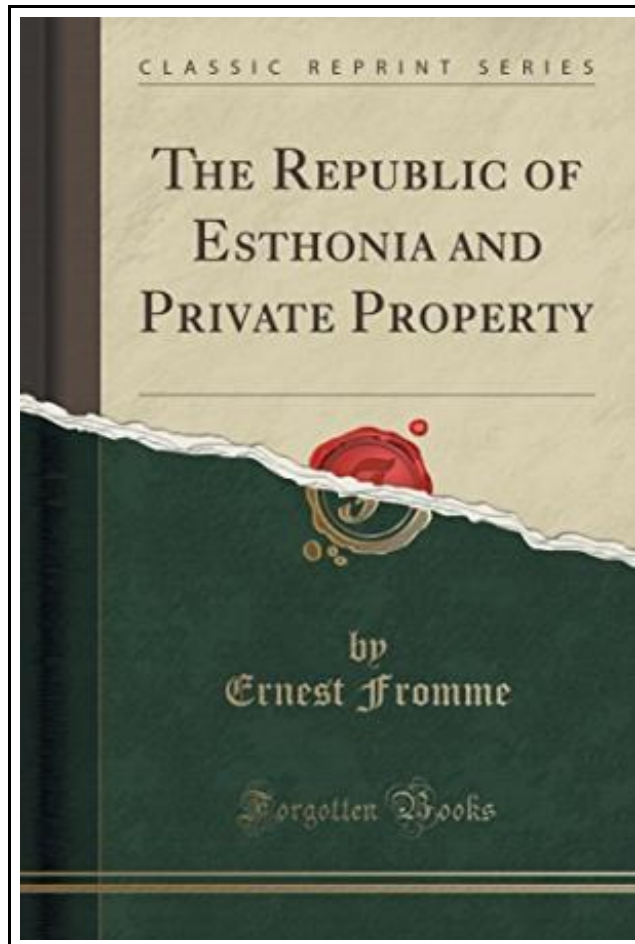 CLASSIC REPRINT SERIES
THE REPUBLIC OF
ESTHONIA AND
PRIVATE PROPERTY
by
Ernest Fromme
Forgotten Books